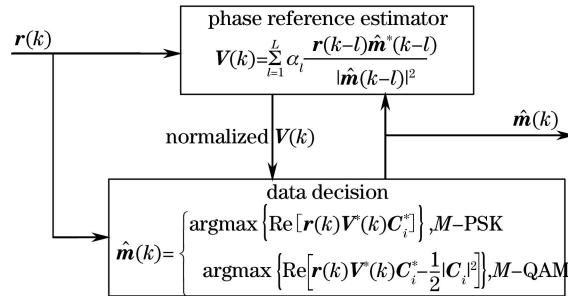 r(k)
phase reference estimator
V(k)=∑_{l=1}^{L} α_l r(k-l)m̂*(k-l) / |m̂(k-l)|²
normalized V(k)
m̂(k)
data decision
m̂(k)= { argmax {Re[r(k)V*(k)C_i*]}, M-PSK
argmax {Re[r(k)V*(k)C_i*-1/2|C_i|²]}, M-QAM